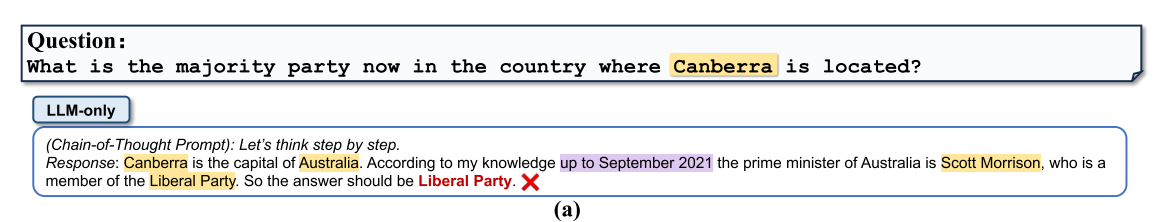 Question:
What is the majority party now in the country where Canberra is located?
LLM-only
(Chain-of-Thought Prompt): Let's think step by step.
Response: Canberra is the capital of Australia. According to my knowledge up to September 2021 the prime minister of Australia is Scott Morrison, who is a
member of the Liberal Party. So the answer should be Liberal Party. ❌
(a)